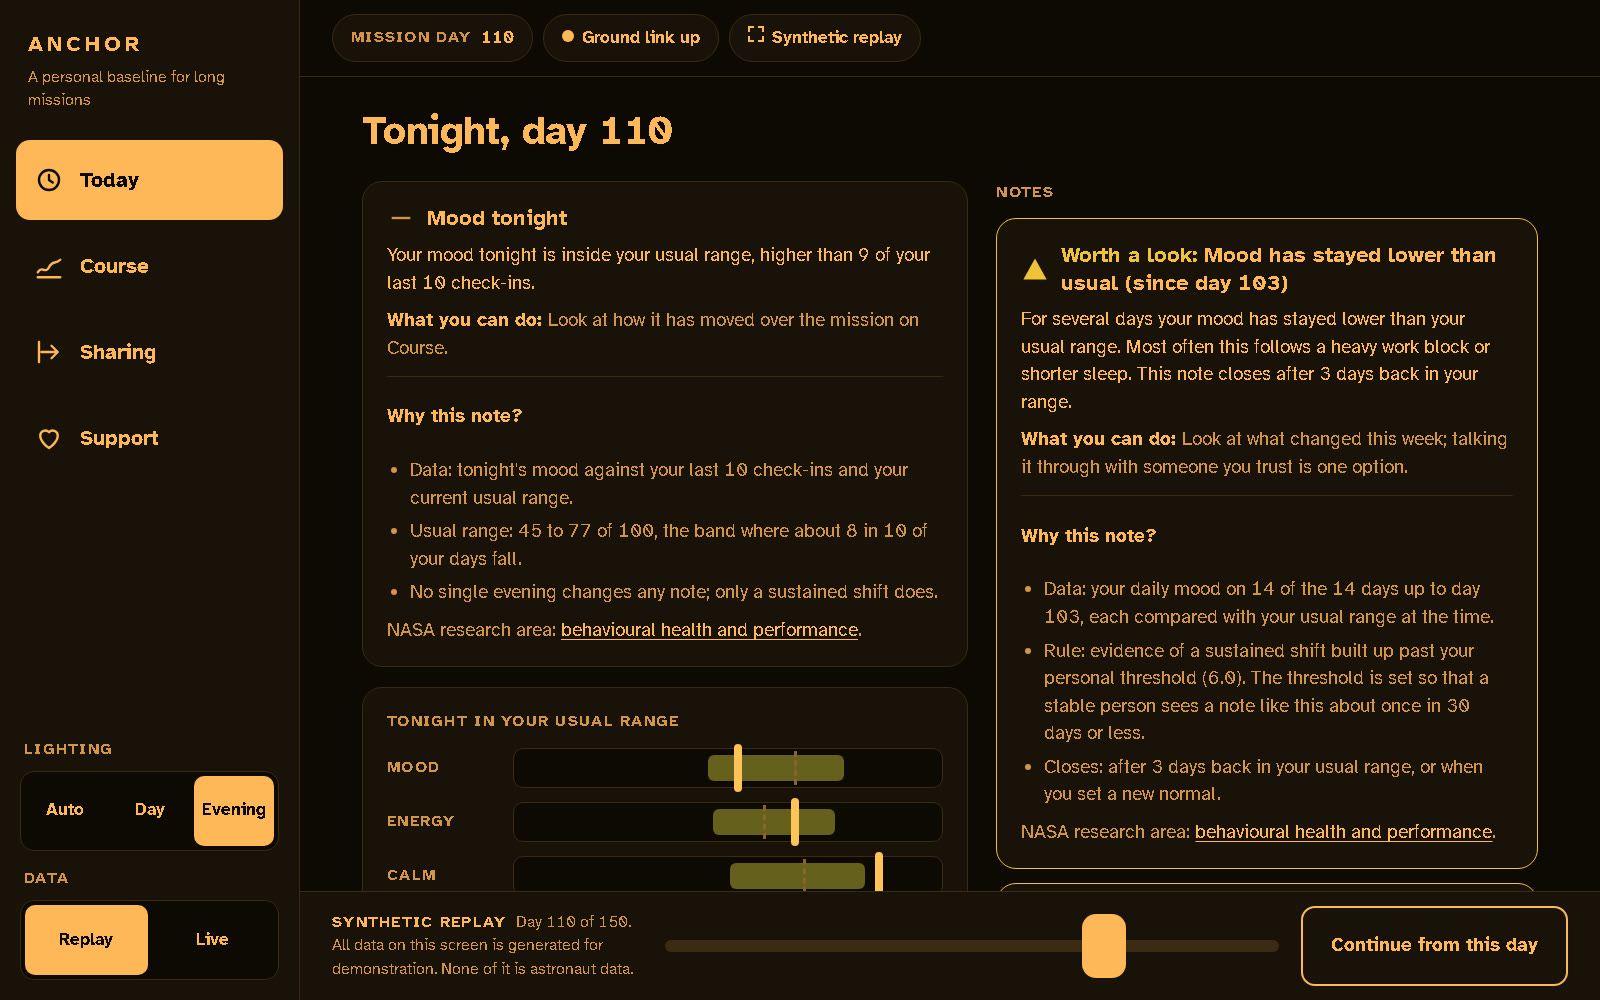 ANCHOR
A personal baseline for long
missions
Today
Course
Sharing
Support
LIGHTING
Auto
Day
Evening
DATA
Replay
Live
MISSION DAY 110
Ground link up
Synthetic replay
Tonight, day 110
Mood tonight
Your mood tonight is inside your usual range, higher than 9 of your
last 10 check-ins.
What you can do: Look at how it has moved over the mission on
Course.
Why this note?
• Data: tonight's mood against your last 10 check-ins and your
current usual range.
• Usual range: 45 to 77 of 100, the band where about 8 in 10 of
your days fall.
• No single evening changes any note; only a sustained shift does.
NASA research area: behavioural health and performance.
TONIGHT IN YOUR USUAL RANGE
MOOD
ENERGY
CALM
NOTES
Worth a look: Mood has stayed lower than
usual (since day 103)
For several days your mood has stayed lower than your
usual range. Most often this follows a heavy work block or
shorter sleep. This note closes after 3 days back in your
range.
What you can do: Look at what changed this week; talking
it through with someone you trust is one option.
Why this note?
• Data: your daily mood on 14 of the 14 days up to day
103, each compared with your usual range at the time.
• Rule: evidence of a sustained shift built up past your
personal threshold (6.0). The threshold is set so that a
stable person sees a note like this about once in 30
days or less.
• Closes: after 3 days back in your usual range, or when
you set a new normal.
NASA research area: behavioural health and performance.
SYNTHETIC REPLAY Day 110 of 150.
All data on this screen is generated for
demonstration. None of it is astronaut data.
Continue from this day